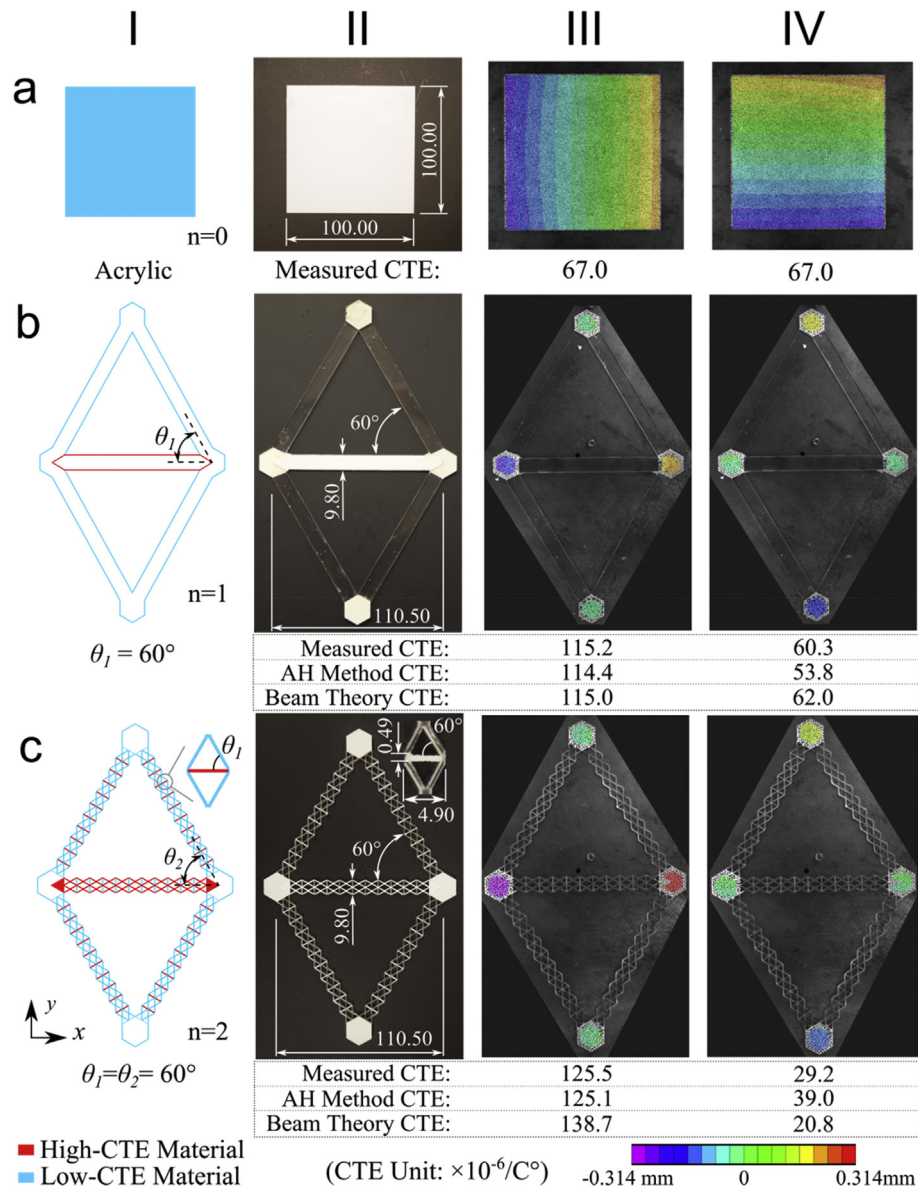 I II III IV
a
n=0
100.00
100.00
Acrylic Measured CTE: 67.0 67.0
b
θ1
60°
9.80
n=1
110.50
θ1 = 60°
Measured CTE: 115.2 60.3
AH Method CTE: 114.4 53.8
Beam Theory CTE: 115.0 62.0
c
θ1
0.49
60°
4.90
θ2
60°
9.80
y
x
n=2
110.50
θ1=θ2= 60°
Measured CTE: 125.5 29.2
AH Method CTE: 125.1 39.0
Beam Theory CTE: 138.7 20.8
High-CTE Material
Low-CTE Material
(CTE Unit: ×10-6/C°)
-0.314 mm 0 0.314mm